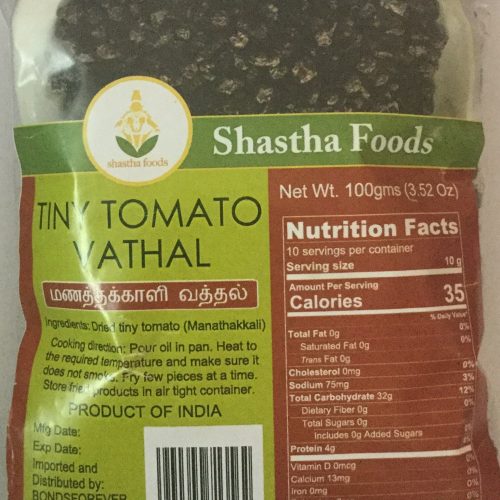 shastha foods
Shastha Foods
Net Wt. 100gms (3.52 Oz)
TINY TOMATO
VATHAL
மணத்தக்காளி வத்தல்
Ingredients: Dried tiny tomato (Manathakkali)
Cooking direction: Pour oil in pan. Heat to
the required temperature and make sure it
does not smoke. Fry few pieces at a time.
Store fried products in air tight container.
PRODUCT OF INDIA
Mfg Date:
Exp Date:
Imported and
Distributed by:
BONDSFOREVER
Nutrition Facts
10 servings per container
Serving size 10 g
Amount Per Serving
Calories 35
% Daily Value*
Total Fat 0g 0%
Saturated Fat 0g 0%
Trans Fat 0g
Cholesterol 0mg 0%
Sodium 75mg 3%
Total Carbohydrate 32g 12%
Dietary Fiber 0g 0%
Total Sugars 0g
Includes 0g Added Sugars 0%
Protein 4g
Vitamin D 0mcg 0%
Calcium 13mg 0%
Iron 0mg 0%